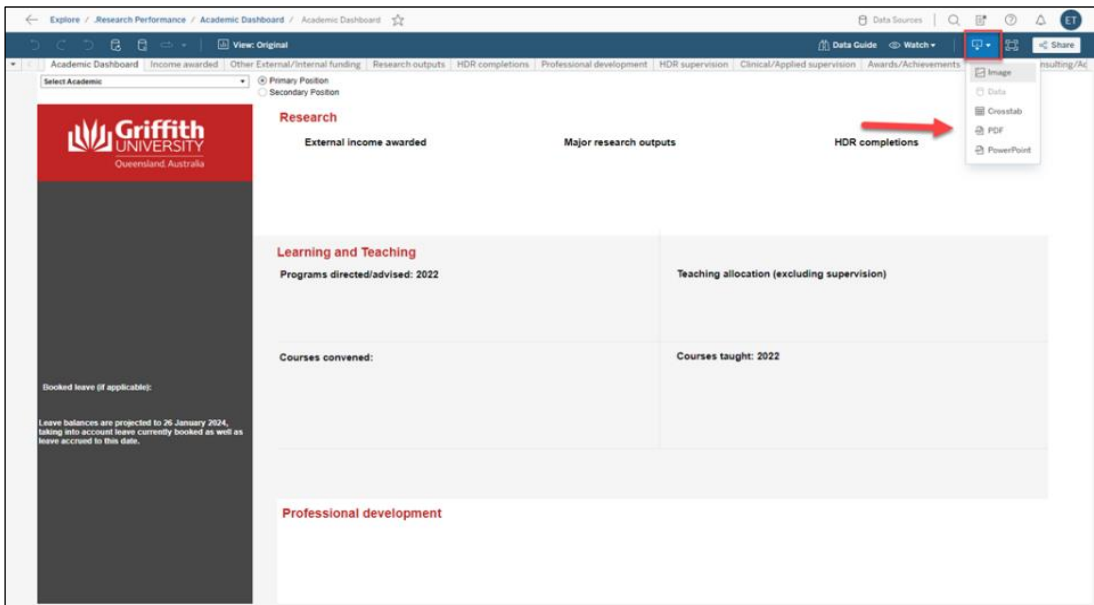 Explore / .Research Performance / Academic Dashboard / Academic Dashboard
Data Sources
ET
View: Original
Data Guide
Watch
Share
Academic Dashboard
Income awarded
Other External/Internal funding
Research outputs
HDR completions
Professional development
HDR supervision
Clinical/Applied supervision
Awards/Achievements
Select Academic
Primary Position
Secondary Position
Image
Data
Crosstab
PDF
PowerPoint
Griffith
UNIVERSITY
Queensland, Australia
Research
External income awarded
Major research outputs
HDR completions
Learning and Teaching
Programs directed/advised: 2022
Teaching allocation (excluding supervision)
Courses convened:
Courses taught: 2022
Booked leave (if applicable):
Leave balances are projected to 26 January 2024,
taking into account leave currently booked as well as
leave accrued to this date.
Professional development